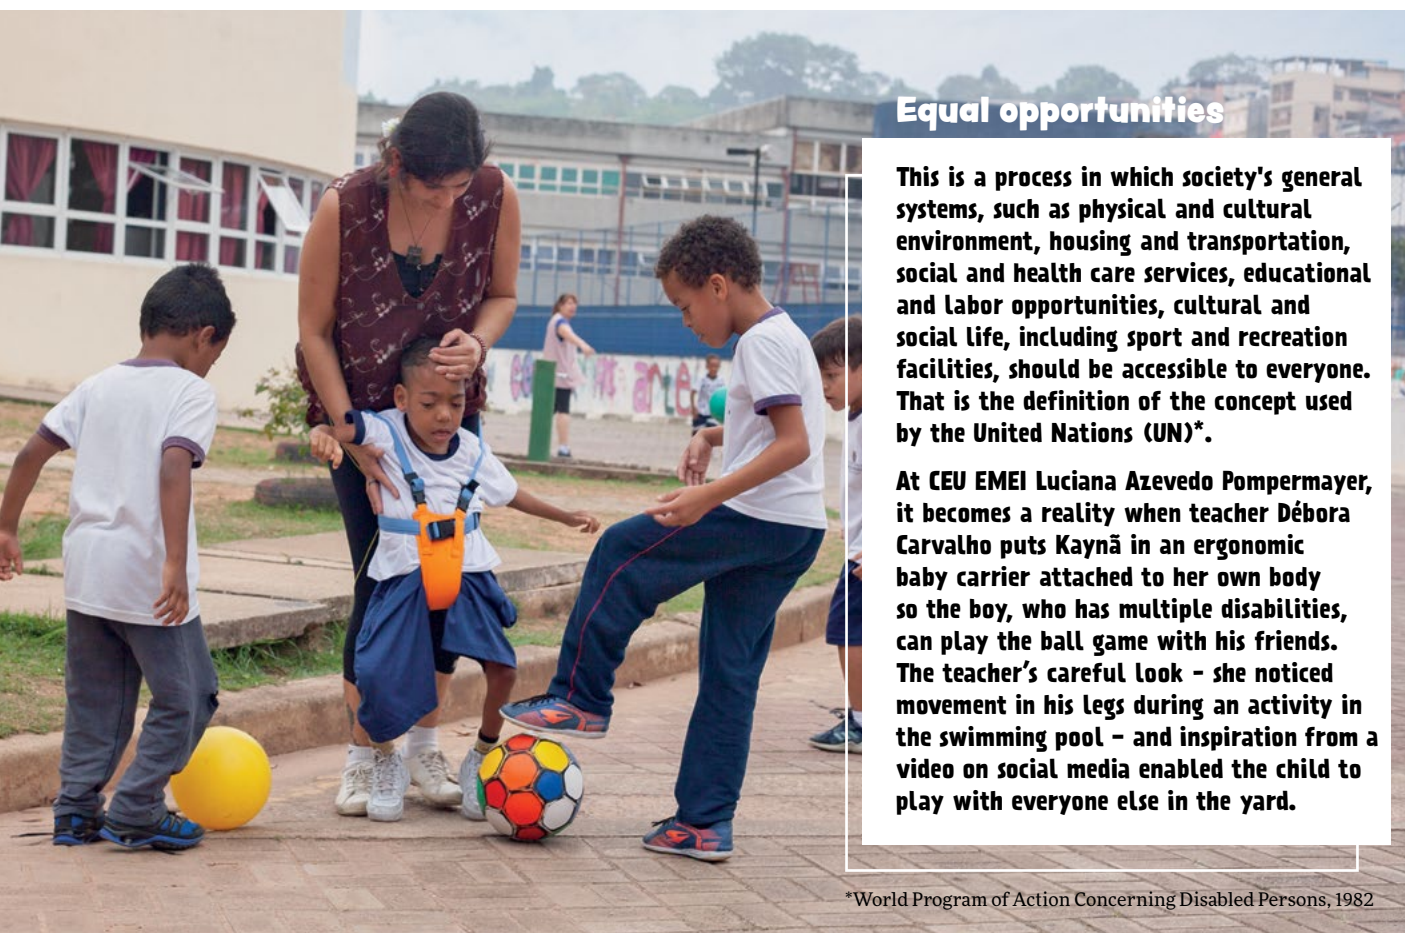 Equal opportunities
This is a process in which society's general
systems, such as physical and cultural
environment, housing and transportation,
social and health care services, educational
and labor opportunities, cultural and
social life, including sport and recreation
facilities, should be accessible to everyone.
That is the definition of the concept used
by the United Nations (UN)*.
At CEU EMEI Luciana Azevedo Pompermayer,
it becomes a reality when teacher Débora
Carvalho puts Kaynã in an ergonomic
baby carrier attached to her own body
so the boy, who has multiple disabilities,
can play the ball game with his friends.
The teacher’s careful look – she noticed
movement in his legs during an activity in
the swimming pool – and inspiration from a
video on social media enabled the child to
play with everyone else in the yard.
*World Program of Action Concerning Disabled Persons, 1982